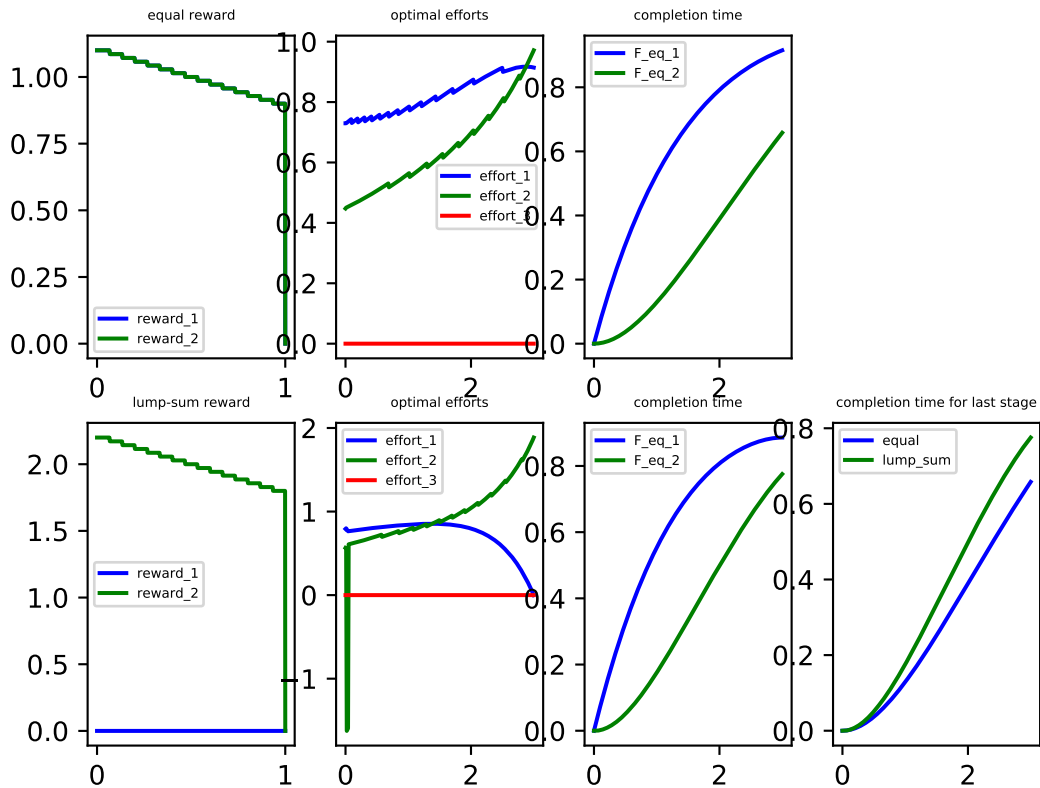 equal reward
1.00
0.75
0.50
0.25
0.00
reward_1
reward_2
0 1
optimal efforts
1.0
0.8
0.6
0.4
0.2
0.0
effort_1
effort_2
effort_3
0 2
completion time
F_eq_1
F_eq_2
0.8
0.6
0.4
0.2
0.0
0 2
lump-sum reward
2.0
1.5
1.0
0.5
0.0
reward_1
reward_2
0 1
optimal efforts
2
1
0
−1
effort_1
effort_2
effort_3
0 2
completion time
F_eq_1
F_eq_2
0.8
0.6
0.4
0.2
0.0
0 2
completion time for last stage
equal
lump_sum
0.8
0.6
0.4
0.2
0.0
0 2